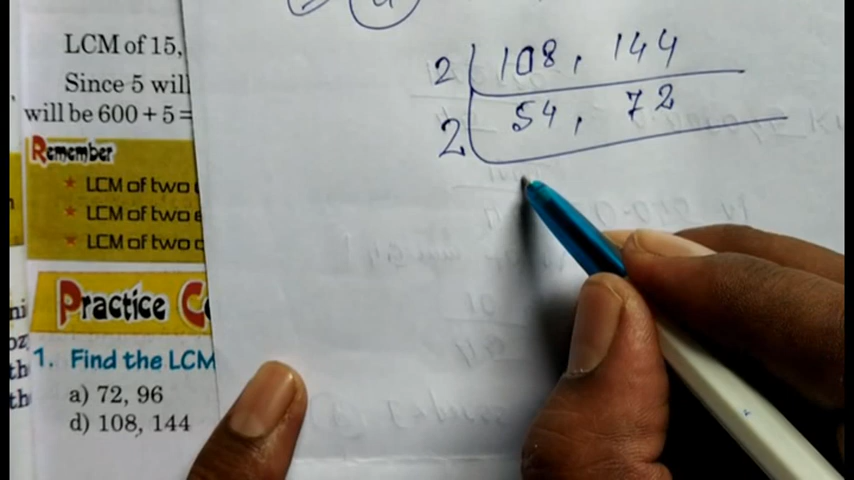 LCM of 15,
Since 5 will
will be 600 + 5 =
Remember
★ LCM of two
★ LCM of two
★ LCM of two
Practice
1. Find the LCM
a) 72, 96
d) 108, 144
2 108, 144
2 54, 72